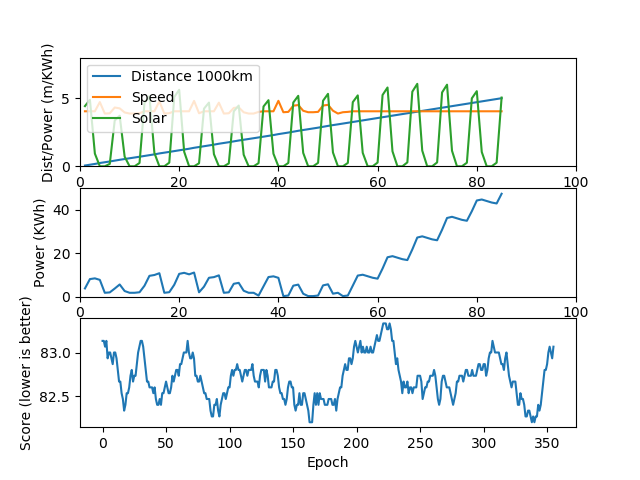 Dist/Power (m/KWh)
5
0
Distance 1000km
Speed
Solar
0 20 40 60 80 100
Power (KWh)
40
20
0
0 20 40 60 80 100
Score (lower is better)
83.0
82.5
0 50 100 150 200 250 300 350
Epoch